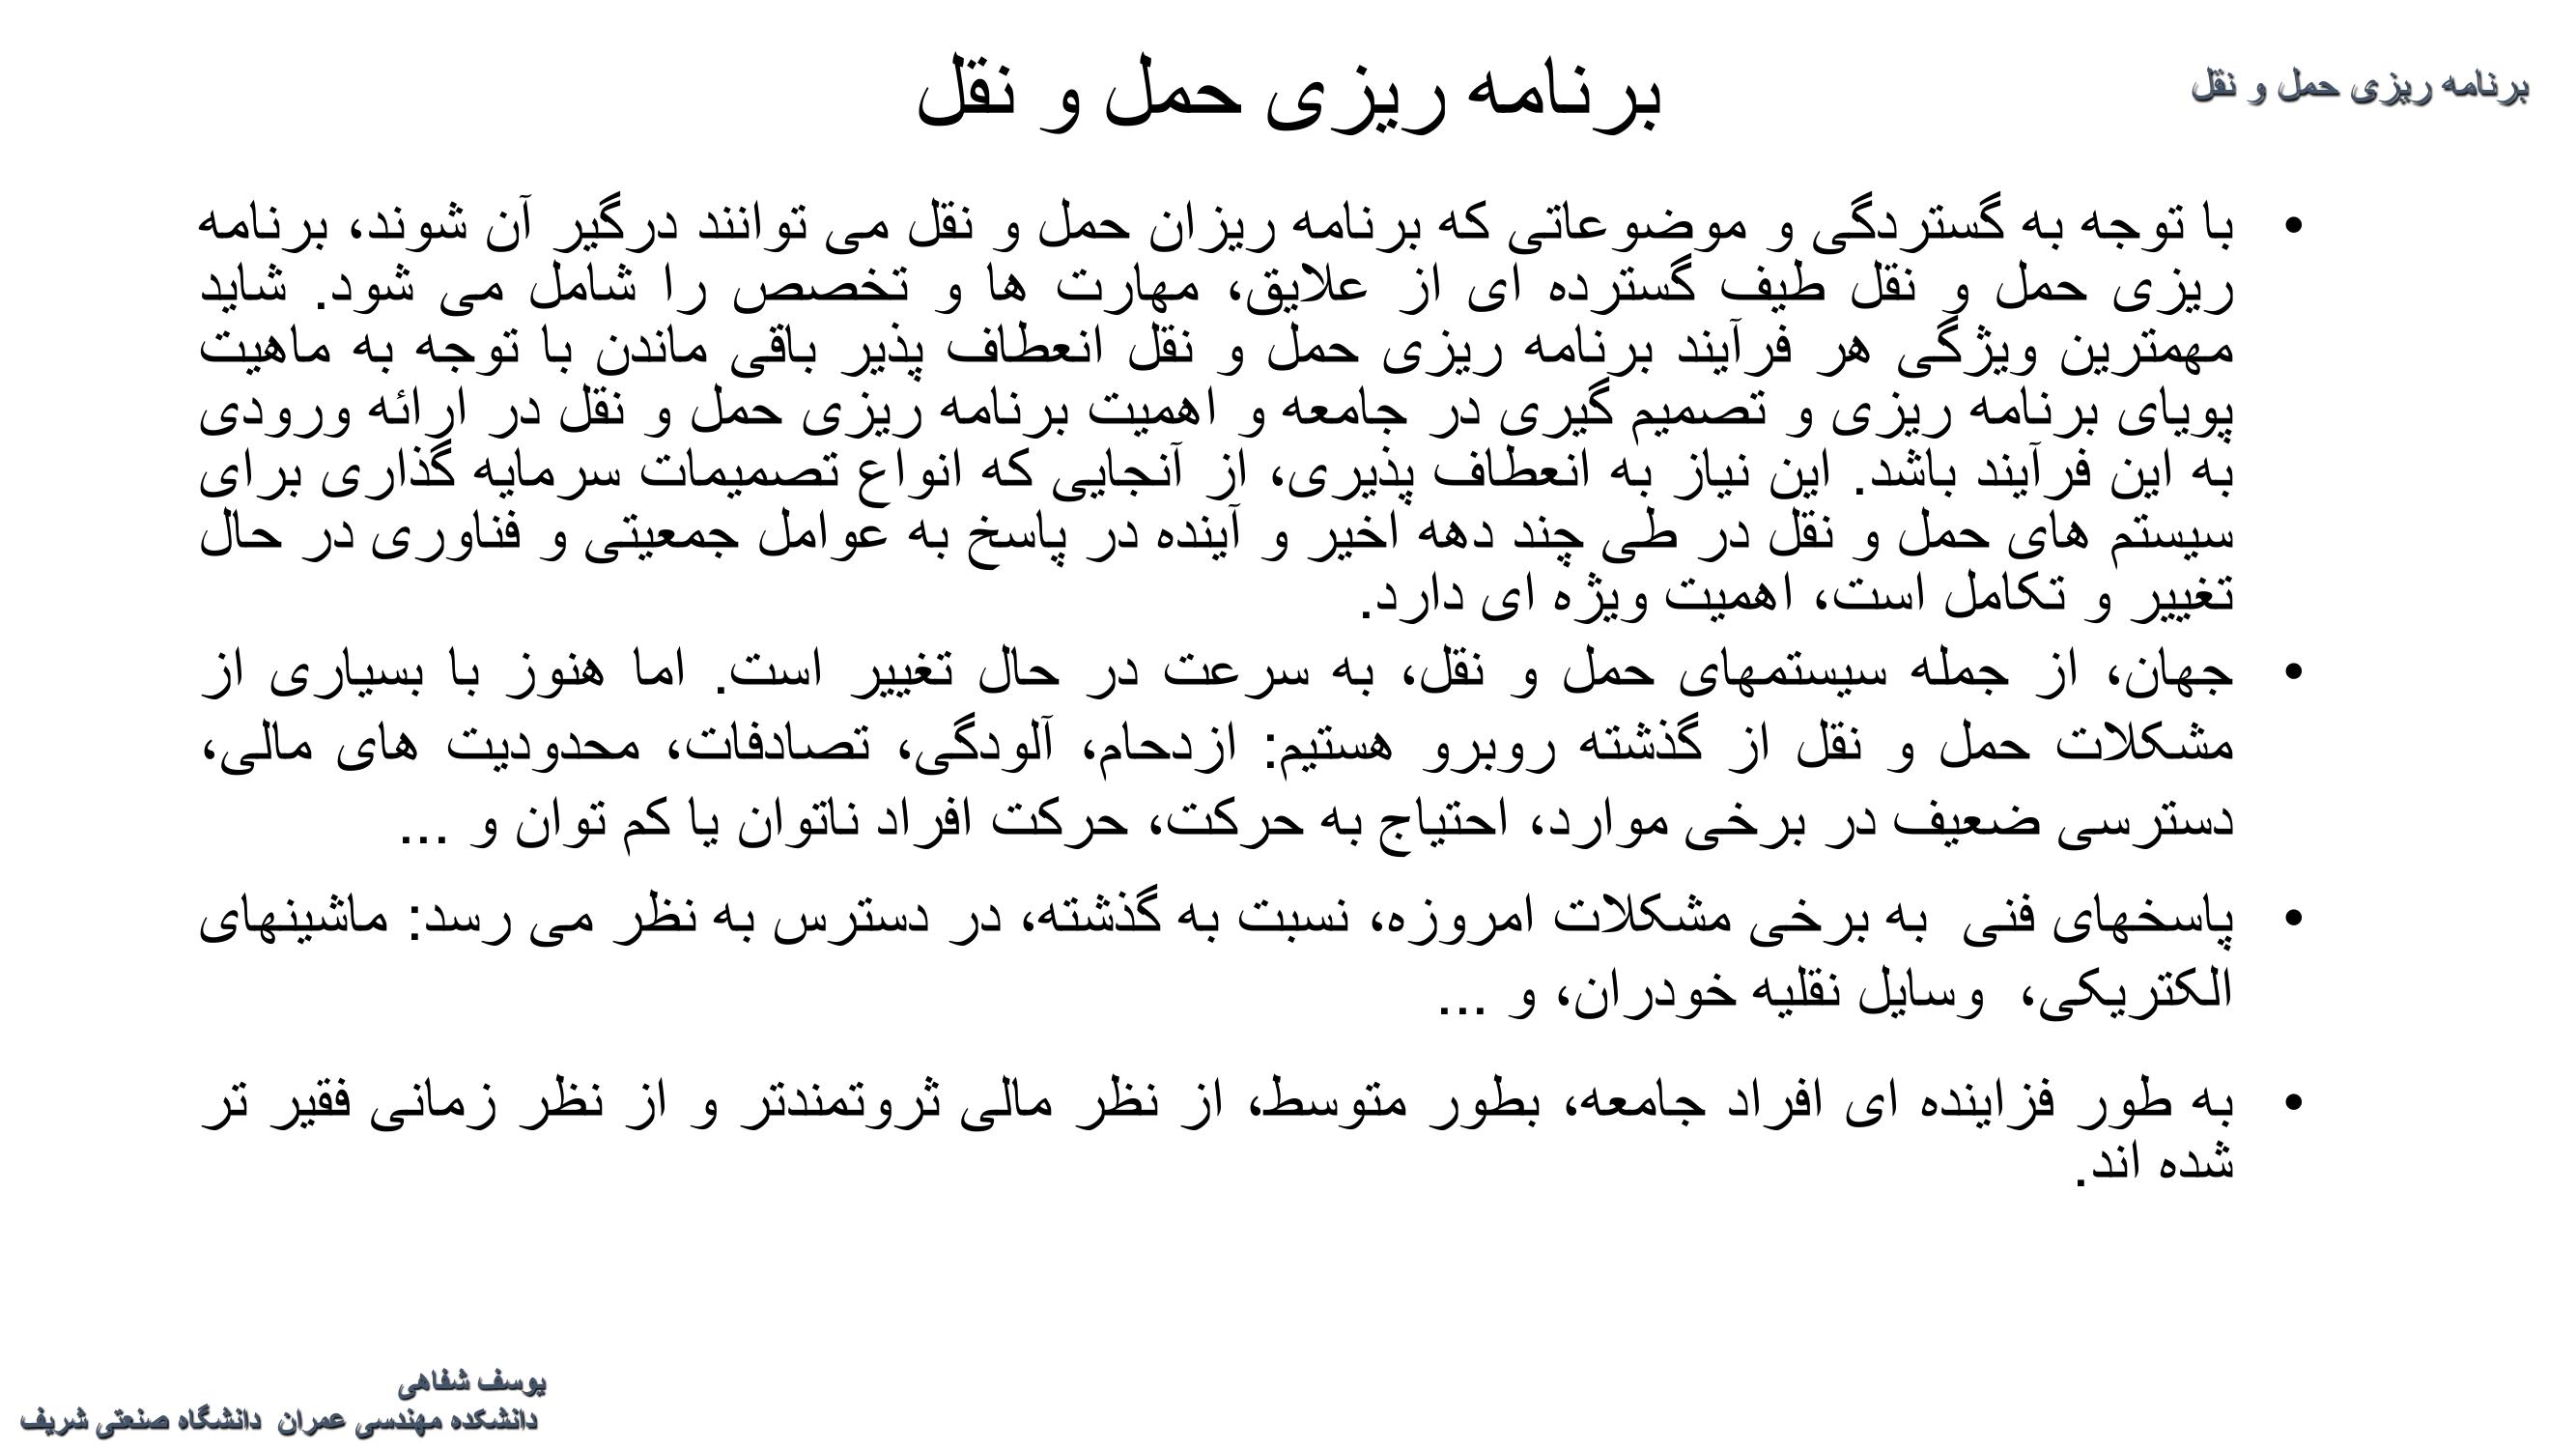 برنامه ریزی حمل و نقل
برنامه ریزی حمل و نقل
• با توجه به گستردگی و موضوعاتی که برنامه ریزان حمل و نقل می توانند درگیر آن شوند، برنامه
ریزی حمل و نقل طیف گسترده ای از علایق، مهارت ها و تخصص را شامل می شود. شاید
مهمترین ویژگی هر فرآیند برنامه ریزی حمل و نقل انعطاف پذیر باقی ماندن با توجه به ماهیت
پویای برنامه ریزی و تصمیم گیری در جامعه و اهمیت برنامه ریزی حمل و نقل در ارائه ورودی
به این فرآیند باشد. این نیاز به انعطاف پذیری، از آنجایی که انواع تصمیمات سرمایه گذاری برای
سیستم های حمل و نقل در طی چند دهه اخیر و آینده در پاسخ به عوامل جمعیتی و فناوری در حال
تغییر و تکامل است، اهمیت ویژه ای دارد.
• جهان، از جمله سیستمهای حمل و نقل، به سرعت در حال تغییر است. اما هنوز با بسیاری از
مشکلات حمل و نقل از گذشته روبرو هستیم: ازدحام، آلودگی، تصادفات، محدودیت های مالی،
دسترسی ضعیف در برخی موارد، احتیاج به حرکت، حرکت افراد ناتوان یا کم توان و ...
• پاسخهای فنی  به برخی مشکلات امروزه، نسبت به گذشته، در دسترس به نظر می رسد: ماشینهای
الکتریکی،  وسایل نقلیه خودران، و ...
• به طور فزاینده ای افراد جامعه، بطور متوسط، از نظر مالی ثروتمندتر و از نظر زمانی فقیر تر
شده اند.
یوسف شفاهی
دانشکده مهندسی عمران  دانشگاه صنعتی شریف